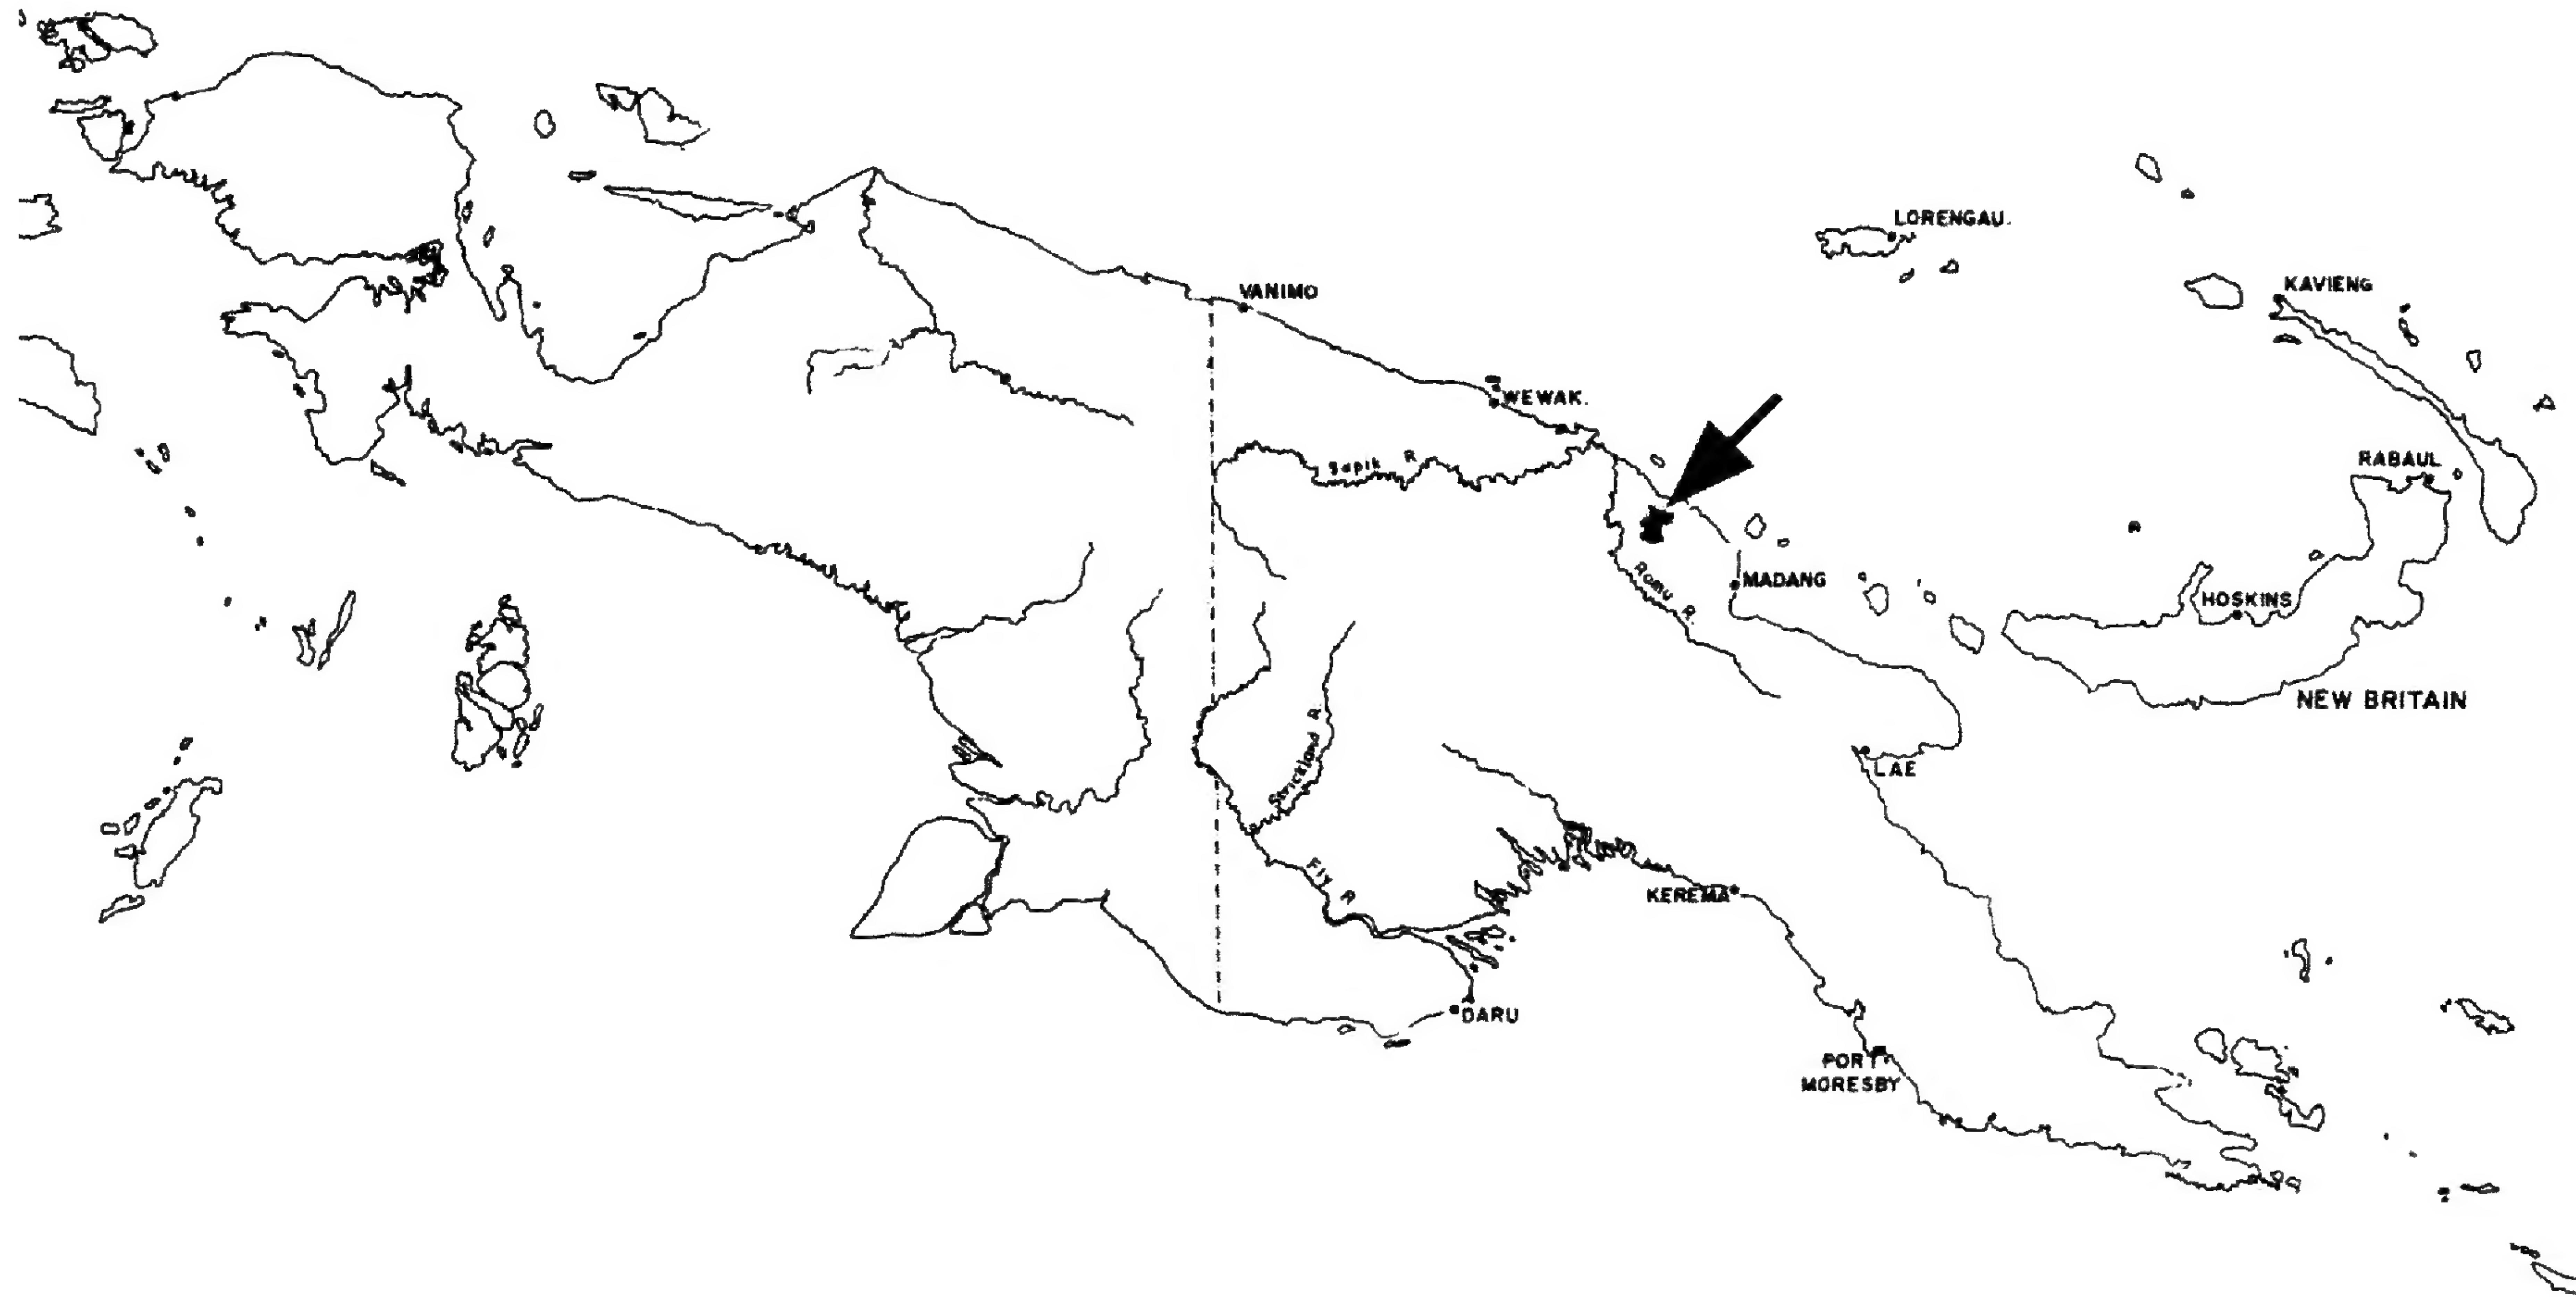 LORENGAU.
KAVIENG
VANIMO
WEWAK.
Sepik R.
RABAUL
MADANG
Ramu R.
HOSKINS
NEW BRITAIN
Strickland R.
LAE
Fly R.
KEREMA
DARU
PORT
MORESBY